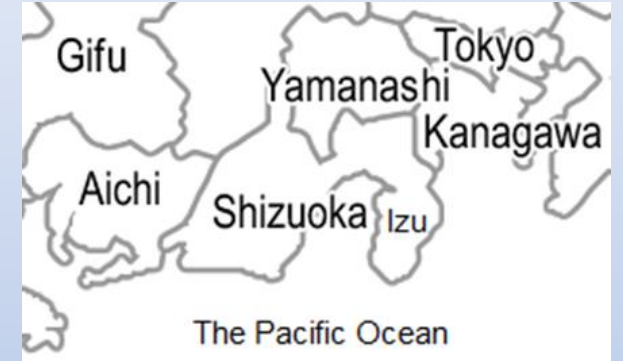 Tokyo
Gifu
Yamanashi
Kanagawa
Aichi
Shizuoka
Izu
The Pacific Ocean